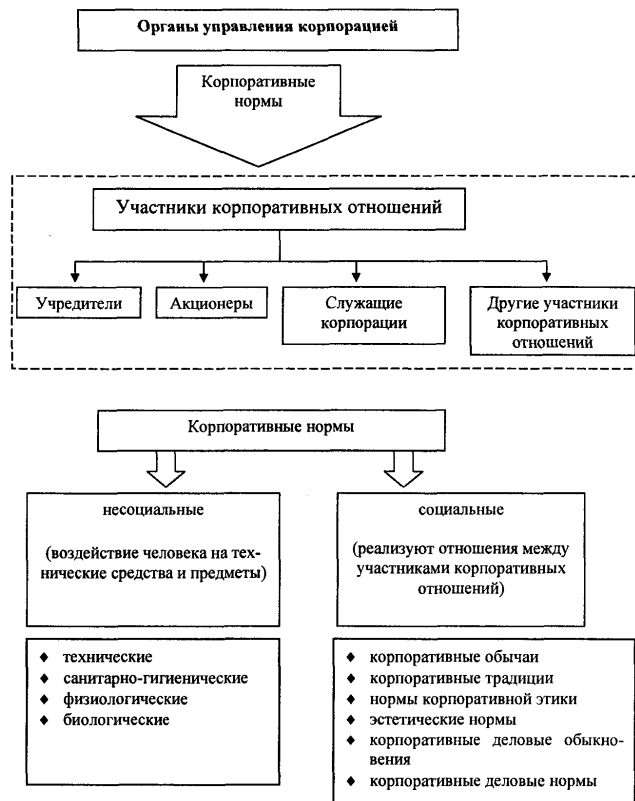 Органы управления корпорацией
Корпоративные
нормы
Участники корпоративных отношений
Учредители
Акционеры
Служащие
корпорации
Другие участники
корпоративных
отношений
Корпоративные нормы
несоциальные
(воздействие человека на тех-
нические средства и предметы)
социальные
(реализуют отношения между
участниками корпоративных
отношений)
♦ технические
♦ санитарно-гигиенические
♦ физиологические
♦ биологические
♦ корпоративные обычаи
♦ корпоративные традиции
♦ нормы корпоративной этики
♦ эстетические нормы
♦ корпоративные деловые обыкно-
вения
♦ корпоративные деловые нормы